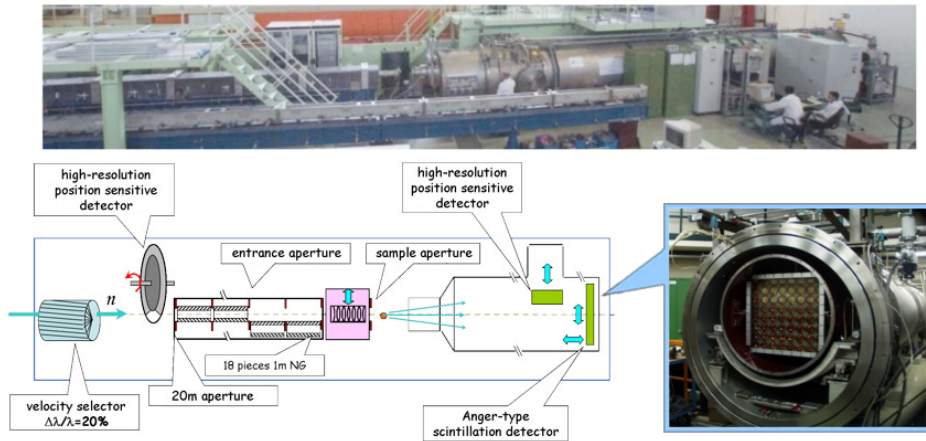 high-resolution
position sensitive
detector
high-resolution
position sensitive
detector
entrance aperture
sample aperture
n
18 pieces 1m NG
20m aperture
velocity selector
Δλ/λ=20%
Anger-type
scintillation detector